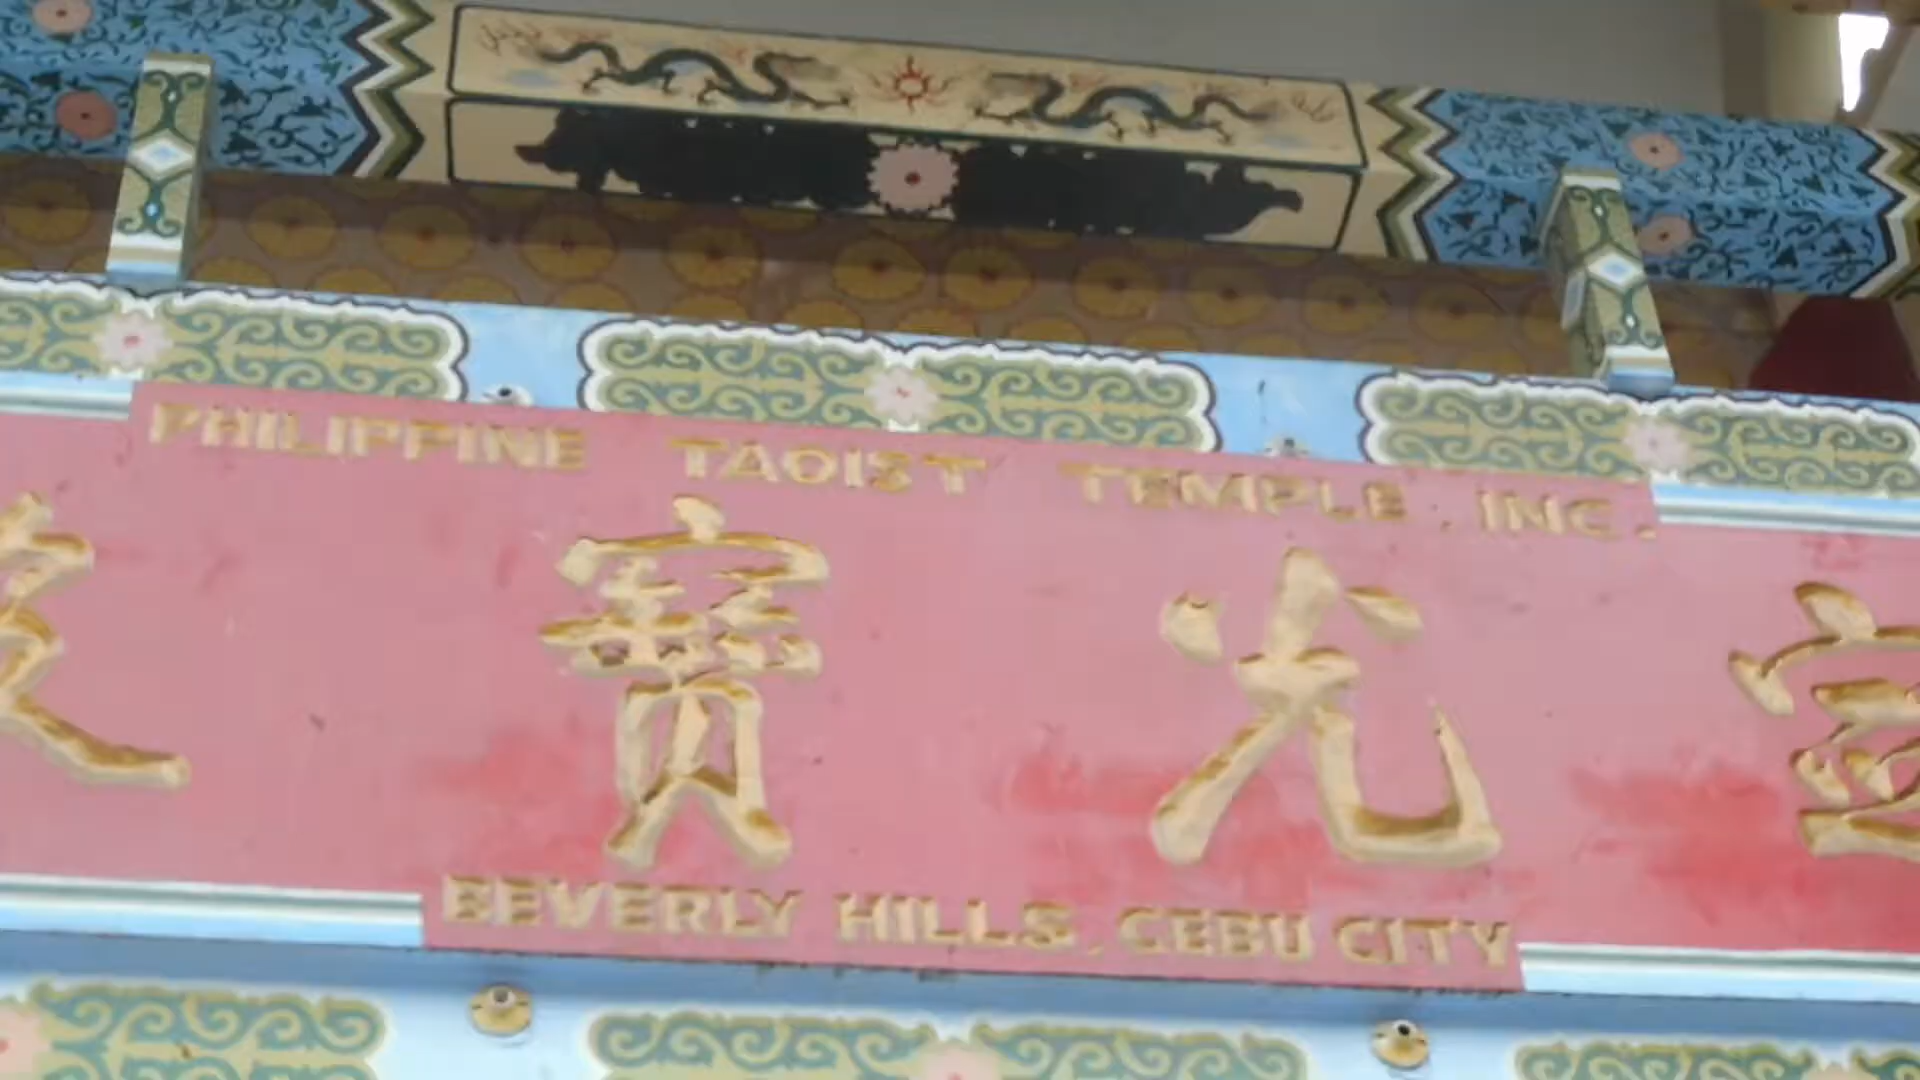 PHILIPPINE TAOIST TEMPLE, INC.
寶光
BEVERLY HILLS, CEBU CITY